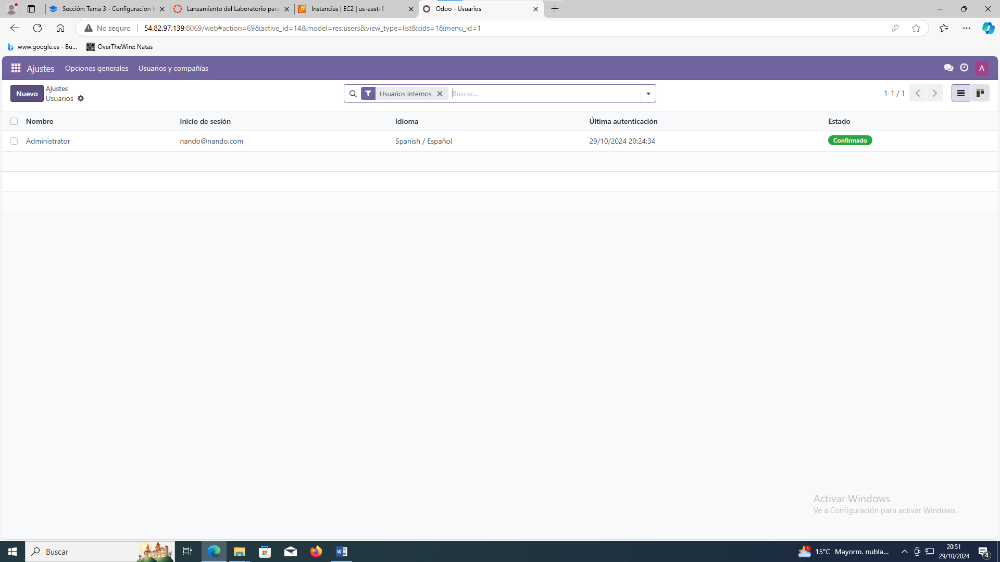 Sección: Tema 3 - Configuracion b
Lanzamiento del Laboratorio para
Instancias | EC2 | us-east-1
Odoo - Usuarios
No seguro
54.82.97.139:8069/web#action=69&active_id=14&model=res.users&view_type=list&cids=1&menu_id=1
www.google.es - Bu...
OverTheWire: Natas
Ajustes
Opciones generales
Usuarios y compañías
A
Nuevo
Ajustes
Usuarios
Usuarios internos
Buscar...
1-1 / 1
Nombre
Inicio de sesión
Idioma
Última autenticación
Estado
Administrator
nando@nando.com
Spanish / Español
29/10/2024 20:24:34
Confirmado
Activar Windows
Ve a Configuración para activar Windows.
Buscar
1
15°C Mayorm. nubla...
20:51
29/10/2024
4